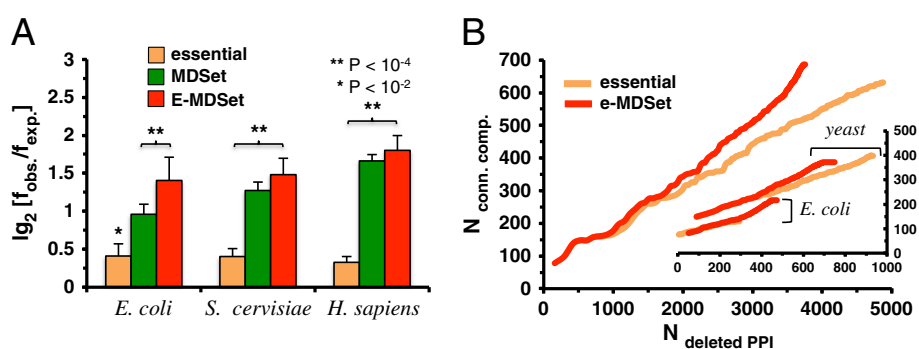 A
essential
MDSet
E-MDSet
** P < 10-4
* P < 10-2
lg2 [fobs./fexp.]
3
2.5
2
1.5
1
0.5
0
*
**
**
**
E. coli
S. cervisiae
H. sapiens
B
essential
e-MDSet
N conn. comp.
700
600
500
400
300
200
100
0
0
1000
2000
3000
4000
5000
N deleted PPI
yeast
E. coli
500
400
300
200
100
0
0
200
400
600
800
1000